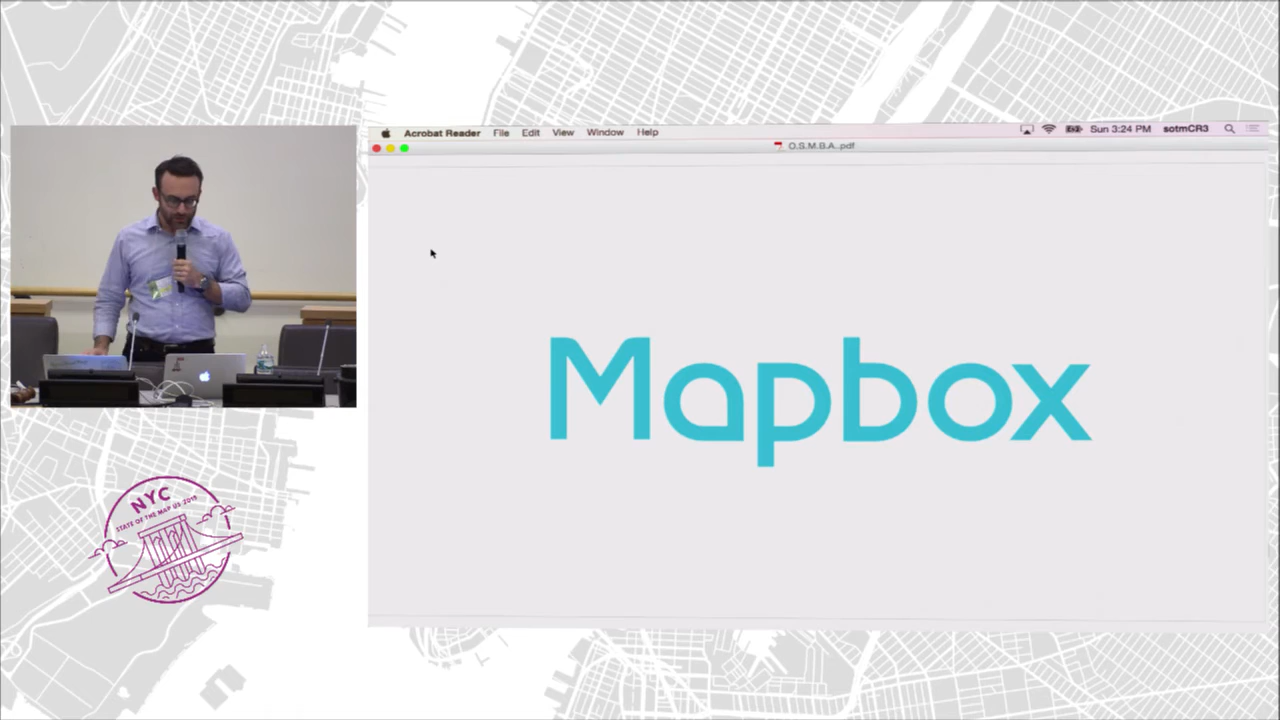 Acrobat Reader File Edit View Window Help Sun 3:24 PM sotmCR3
O.S.M.B.A..pdf
Mapbox
NYC
STATE OF THE MAP US 2015